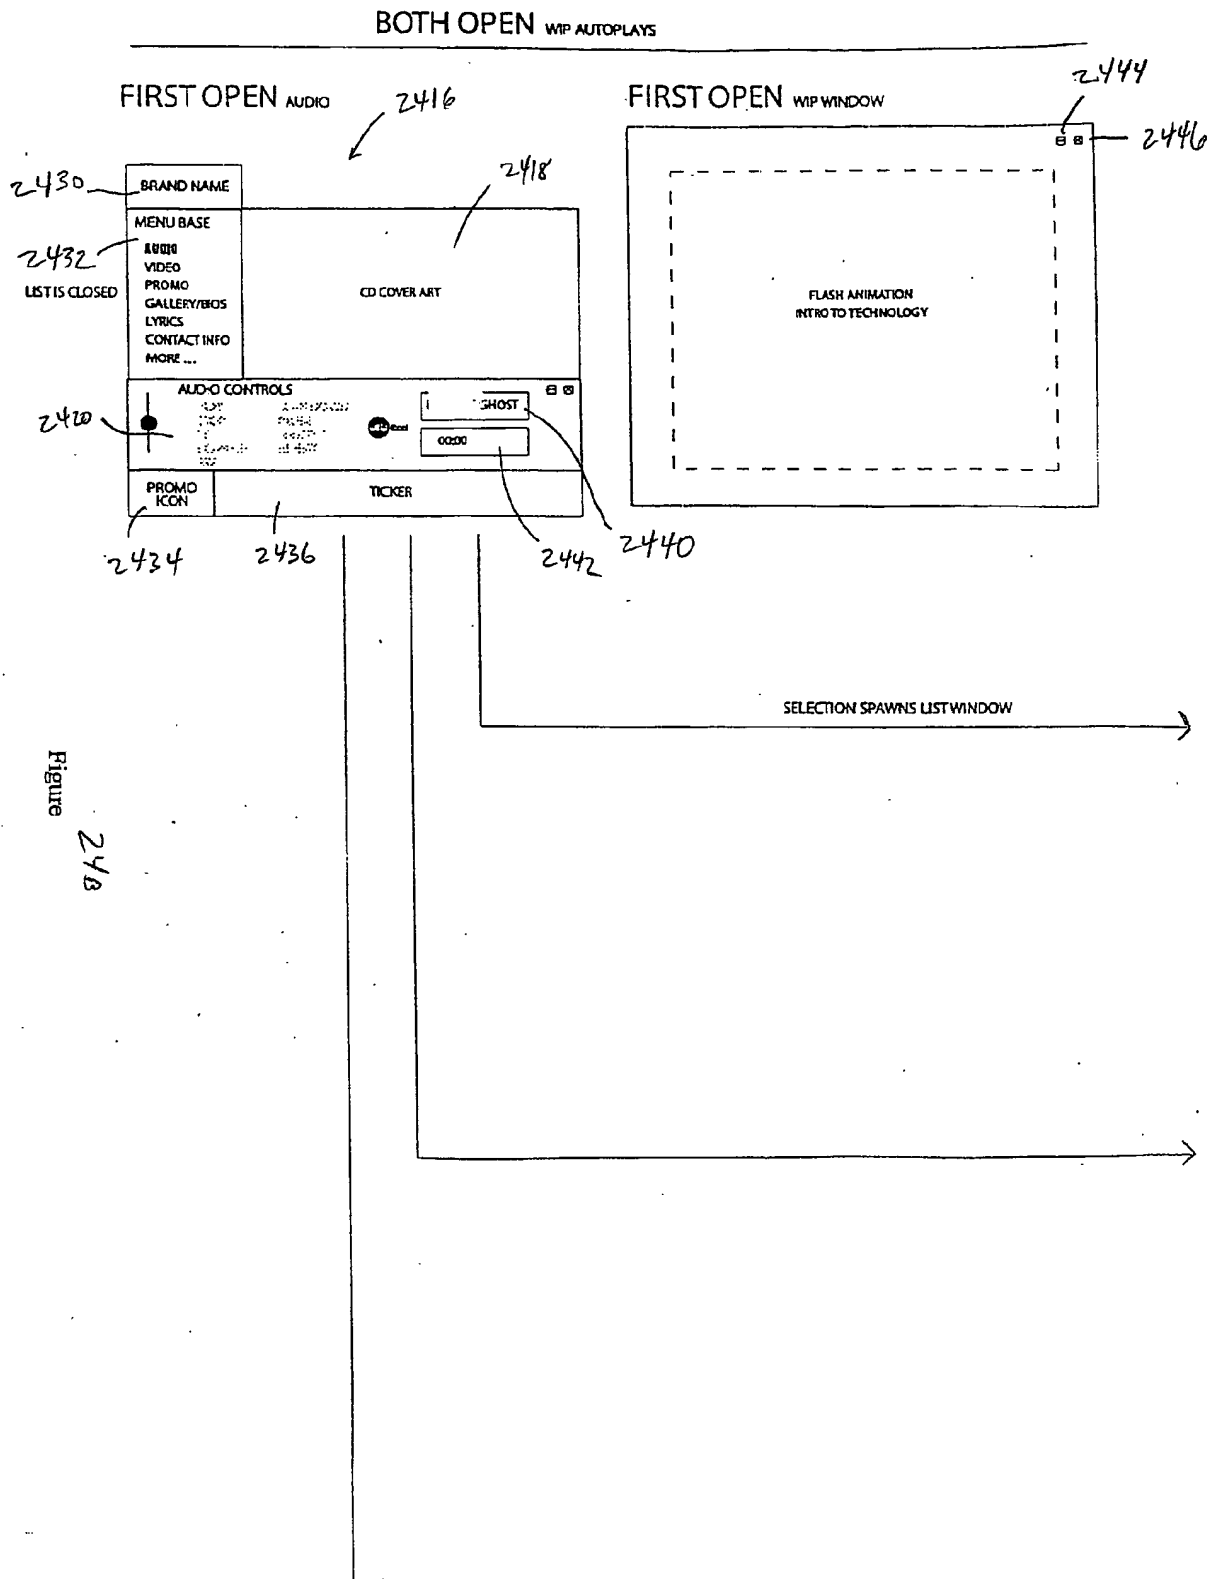 BOTH OPEN WIP AUTOPLAYS
FIRST OPEN AUDIO
2416
FIRST OPEN WIP WINDOW
2444
2446
2430
BRAND NAME
2418
2432
MENU BASE
AUDIO
VIDEO
PROMO
GALLERY/BIOS
LYRICS
CONTACT INFO
MORE ...
LIST IS CLOSED
CD COVER ART
FLASH ANIMATION
INTRO TO TECHNOLOGY
2420
AUDIO CONTROLS
GHOST
00:00
PROMO
ICON
TICKER
2434
2436
2442
2440
SELECTION SPAWNS LIST WINDOW
Figure
24B